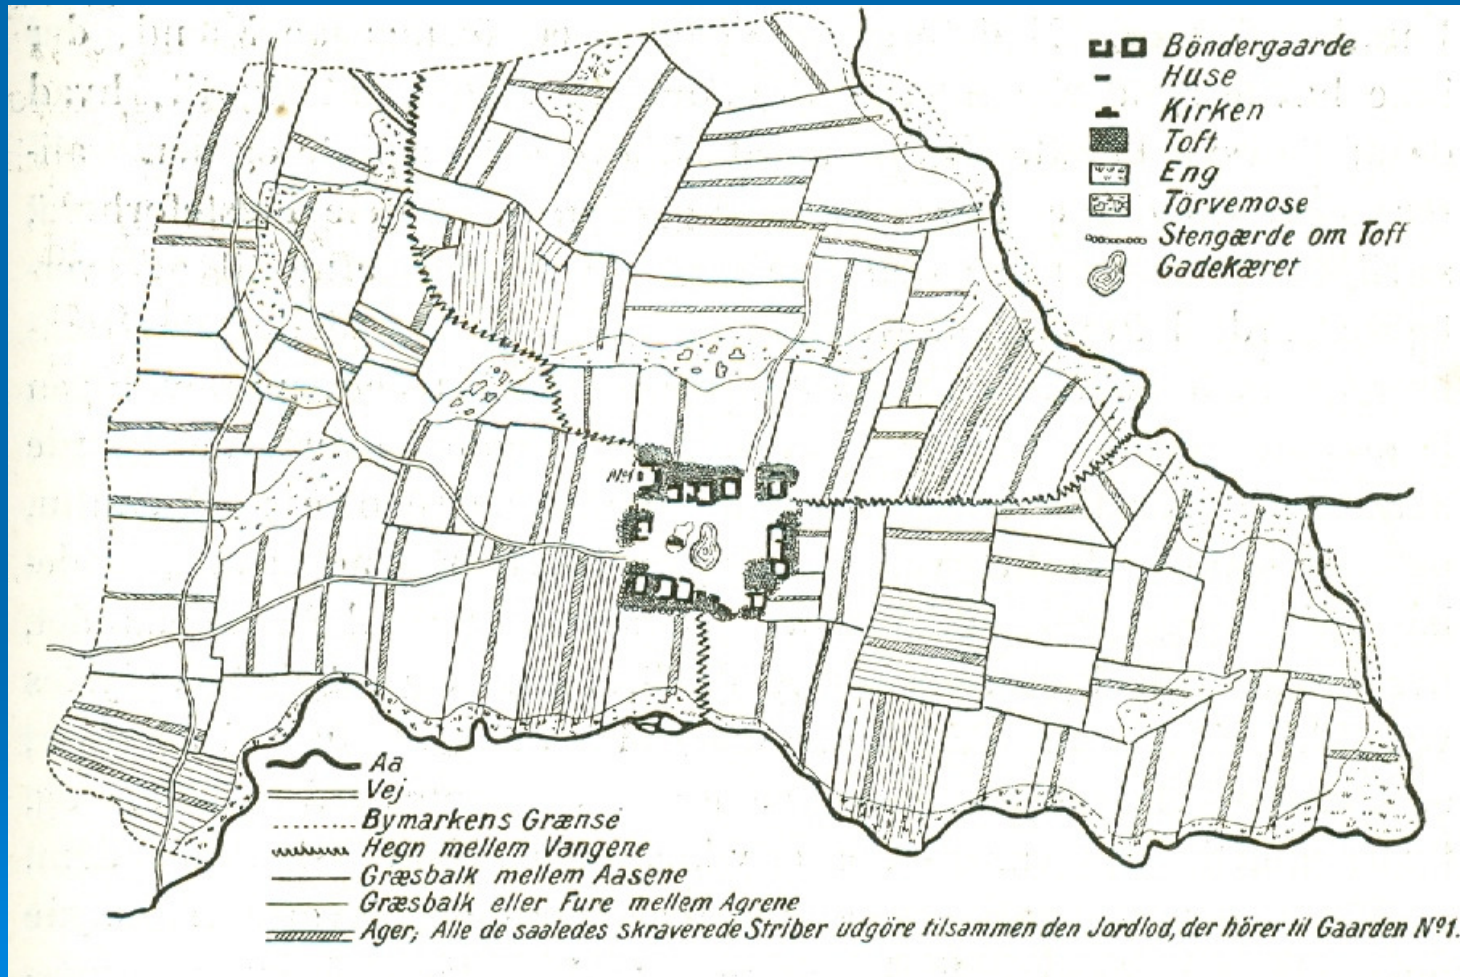 Böndergaarde
Huse
Kirken
Toft
Eng
Törvemose
Stengærde om Toft
Gadekæret
Nº1
Aa
Vej
Bymarkens Grænse
Hegn mellem Vangene
Græsbalk mellem Aasene
Græsbalk eller Fure mellem Agrene
Ager; Alle de saaledes skraverede Striber udgöre tilsammen den Jordlod, der hörer til Gaarden Nº1.